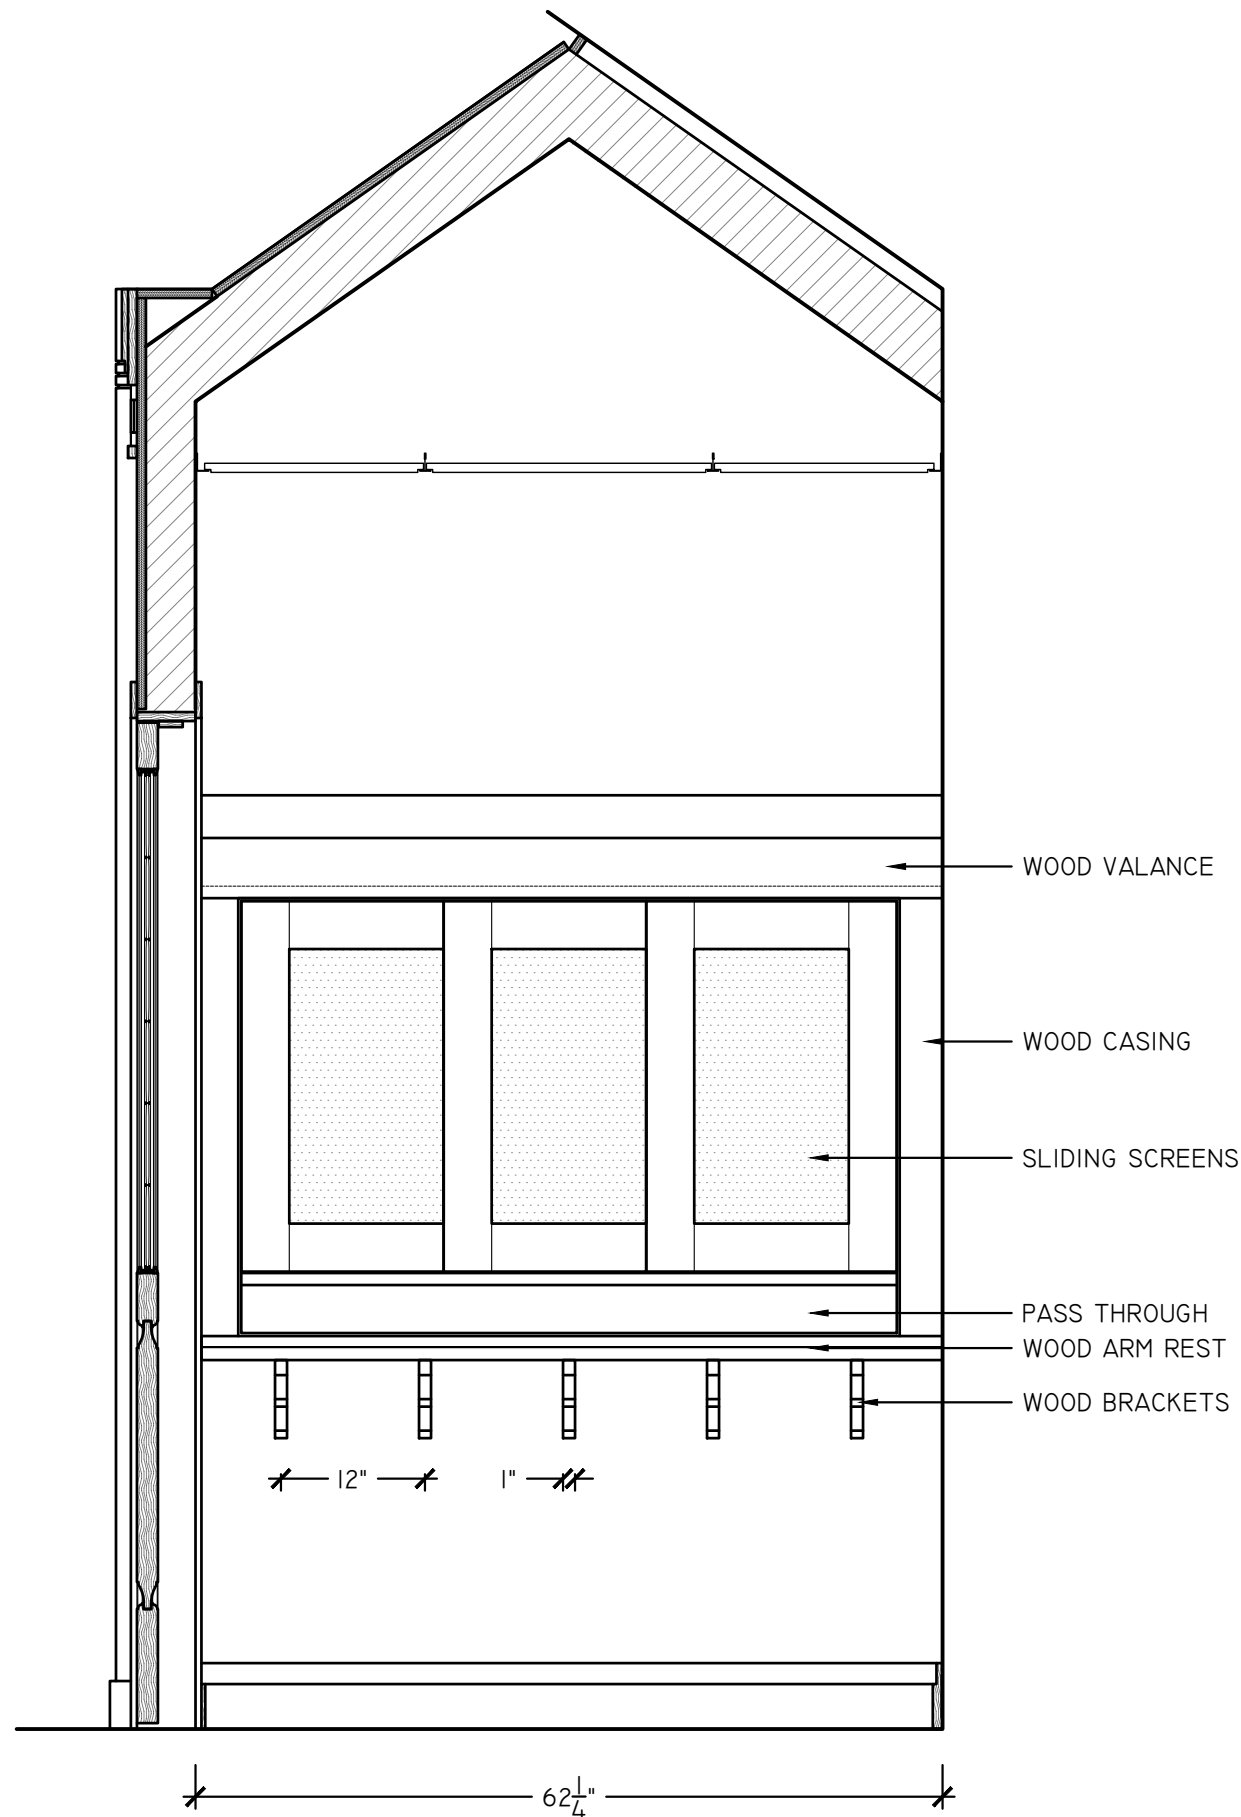 WOOD VALANCE
WOOD CASING
SLIDING SCREENS
PASS THROUGH
WOOD ARM REST
WOOD BRACKETS
12" 1"
62 1/4"